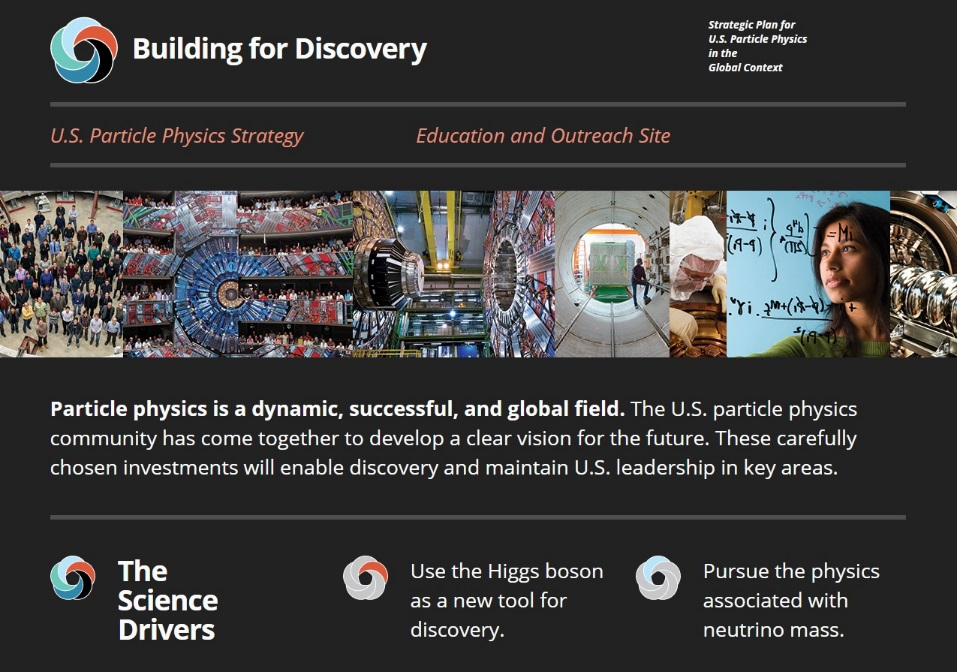 Building for Discovery
Strategic Plan for
U.S. Particle Physics
in the
Global Context
U.S. Particle Physics Strategy
Education and Outreach Site
Particle physics is a dynamic, successful, and global field. The U.S. particle physics
community has come together to develop a clear vision for the future. These carefully
chosen investments will enable discovery and maintain U.S. leadership in key areas.
The
Science
Drivers
Use the Higgs boson
as a new tool for
discovery.
Pursue the physics
associated with
neutrino mass.